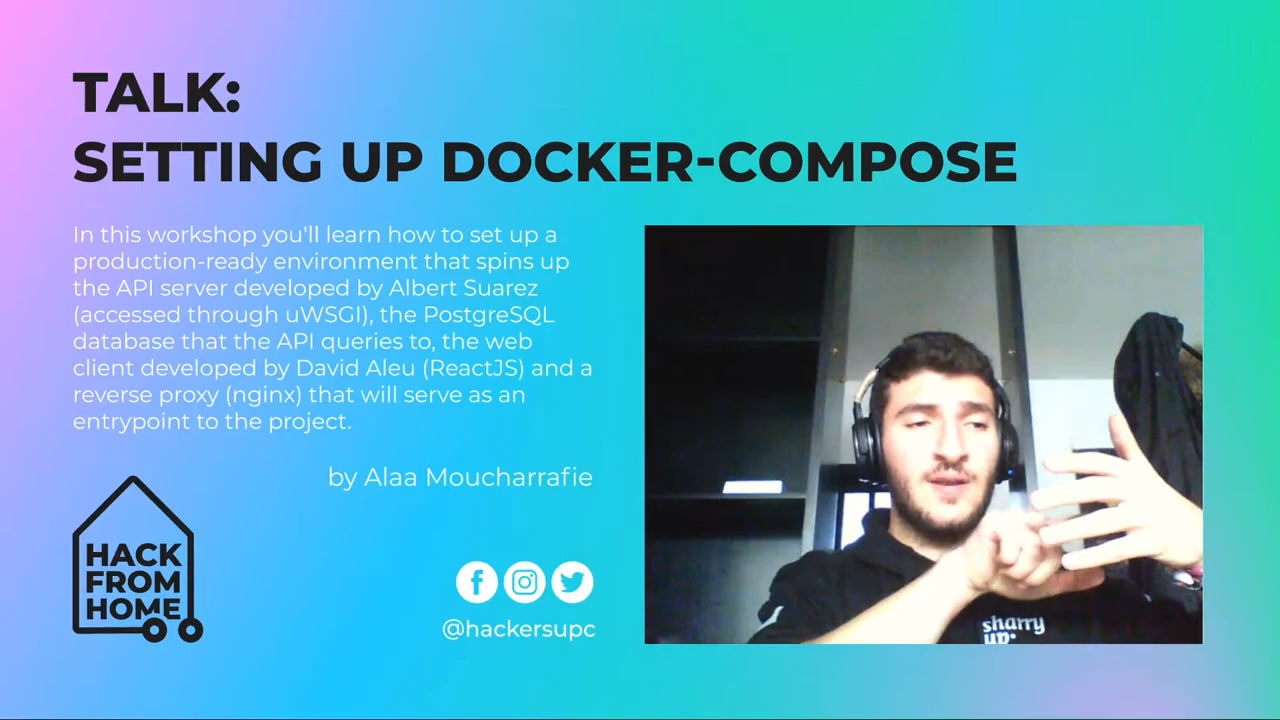 TALK:
SETTING UP DOCKER-COMPOSE
In this workshop you'll learn how to set up a
production-ready environment that spins up
the API server developed by Albert Suarez
(accessed through uWSGI), the PostgreSQL
database that the API queries to, the web
client developed by David Aleu (ReactJS) and a
reverse proxy (nginx) that will serve as an
entrypoint to the project.
by Alaa Moucharrafie
HACK
FROM
HOME
@hackersupc
sharry
up: